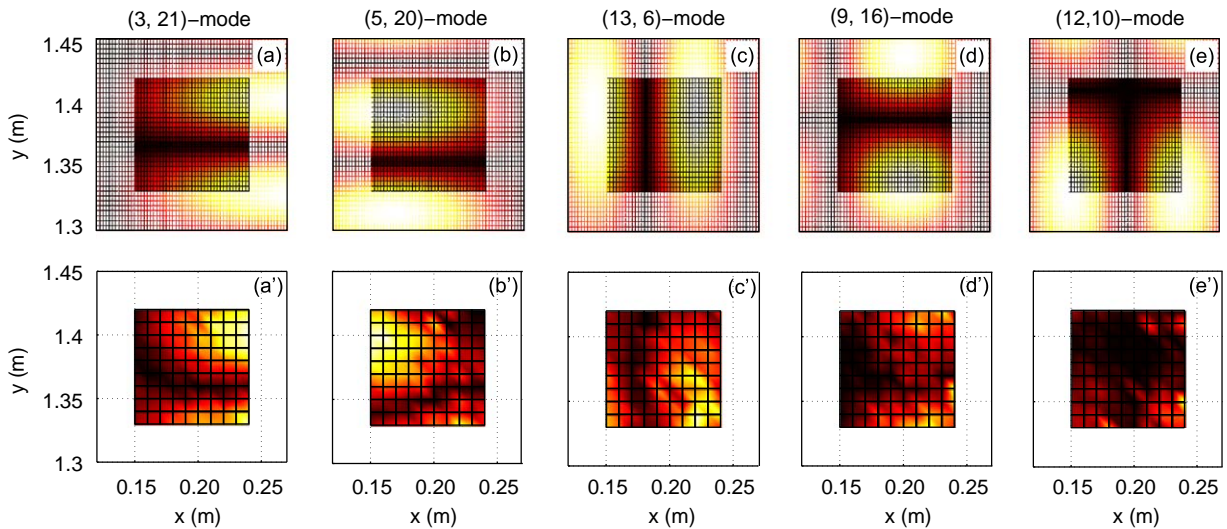 (3, 21)−mode (5, 20)−mode (13, 6)−mode (9, 16)−mode (12,10)−mode
1.45 (a) (b) (c) (d) (e)
1.4
1.35
1.3
y (m)
1.45 (a’) (b’) (c’) (d’) (e’)
1.4
1.35
1.3
y (m)
0.15 0.20 0.25 0.15 0.20 0.25 0.15 0.20 0.25 0.15 0.20 0.25 0.15 0.20 0.25
x (m) x (m) x (m) x (m) x (m)